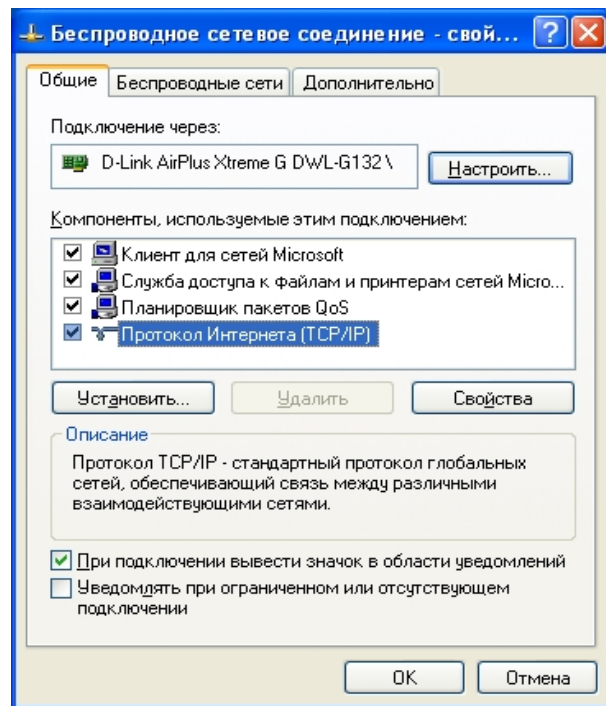 Беспроводное сетевое соединение - свой...
Общие
Беспроводные сети
Дополнительно
Подключение через:
D-Link AirPlus Xtreme G DWL-G132 \
Настроить...
Компоненты, используемые этим подключением:
Клиент для сетей Microsoft
Служба доступа к файлам и принтерам сетей Micro...
Планировщик пакетов QoS
Протокол Интернета (TCP/IP)
Установить...
Удалить
Свойства
Описание
Протокол TCP/IP - стандартный протокол глобальных
сетей, обеспечивающий связь между различными
взаимодействующими сетями.
При подключении вывести значок в области уведомлений
Уведомлять при ограниченном или отсутствующем
подключении
OK
Отмена